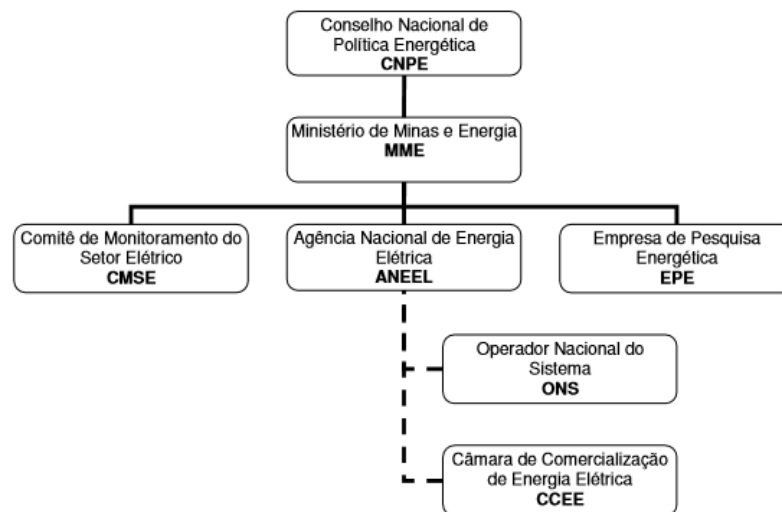 Conselho Nacional de
Política Energética
CNPE
Ministério de Minas e Energia
MME
Comitê de Monitoramento do
Setor Elétrico
CMSE
Agência Nacional de Energia
Elétrica
ANEEL
Empresa de Pesquisa
Energética
EPE
Operador Nacional do
Sistema
ONS
Câmara de Comercialização
de Energia Elétrica
CCEE